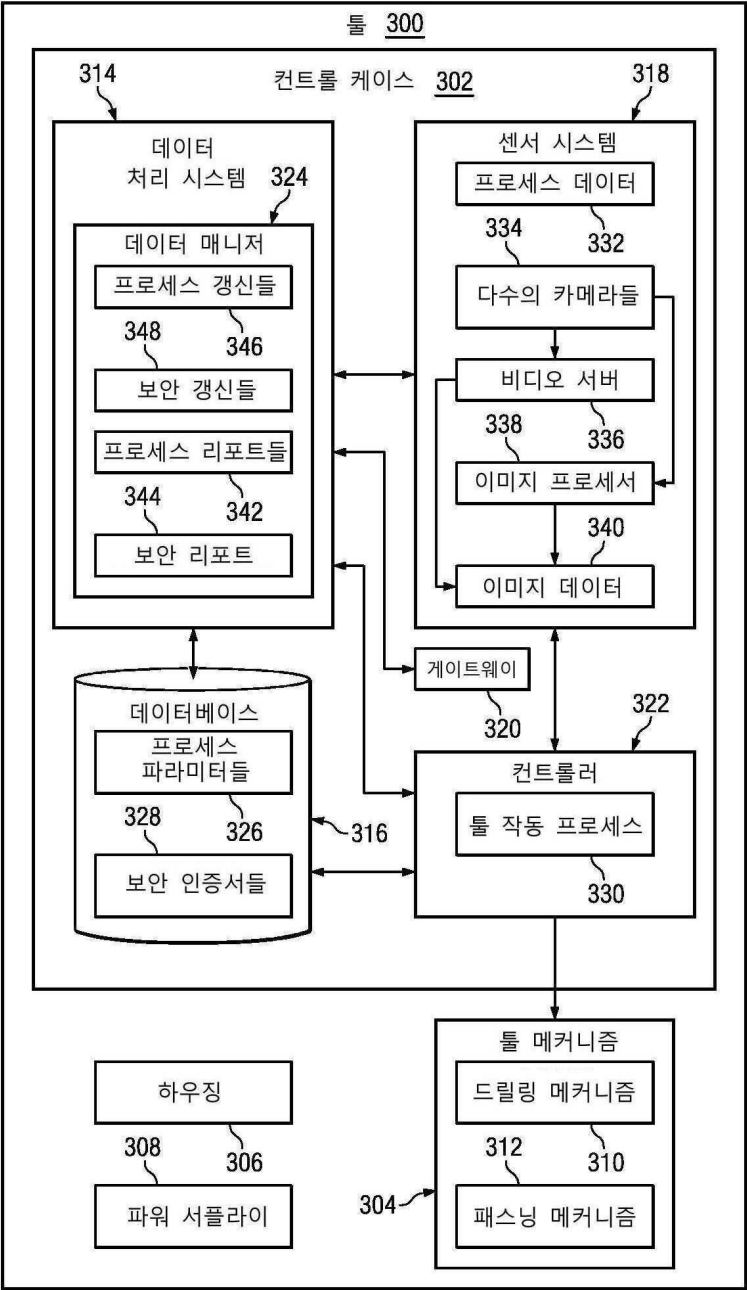 툴 300
컨트롤 케이스 302
314
데이터
처리 시스템
324
데이터 매니저
프로세스 갱신들
346
348
보안 갱신들
프로세스 리포트들
342
344
보안 리포트
318
센서 시스템
프로세스 데이터
332
334
다수의 카메라들
비디오 서버
336
338
이미지 프로세서
340
이미지 데이터
게이트웨이
320
데이터베이스
프로세스
파라미터들
326
328
보안 인증서들
316
322
컨트롤러
툴 작동 프로세스
330
하우징
306
308
파워 서플라이
툴 메커니즘
드릴링 메커니즘
310
312
패스닝 메커니즘
304